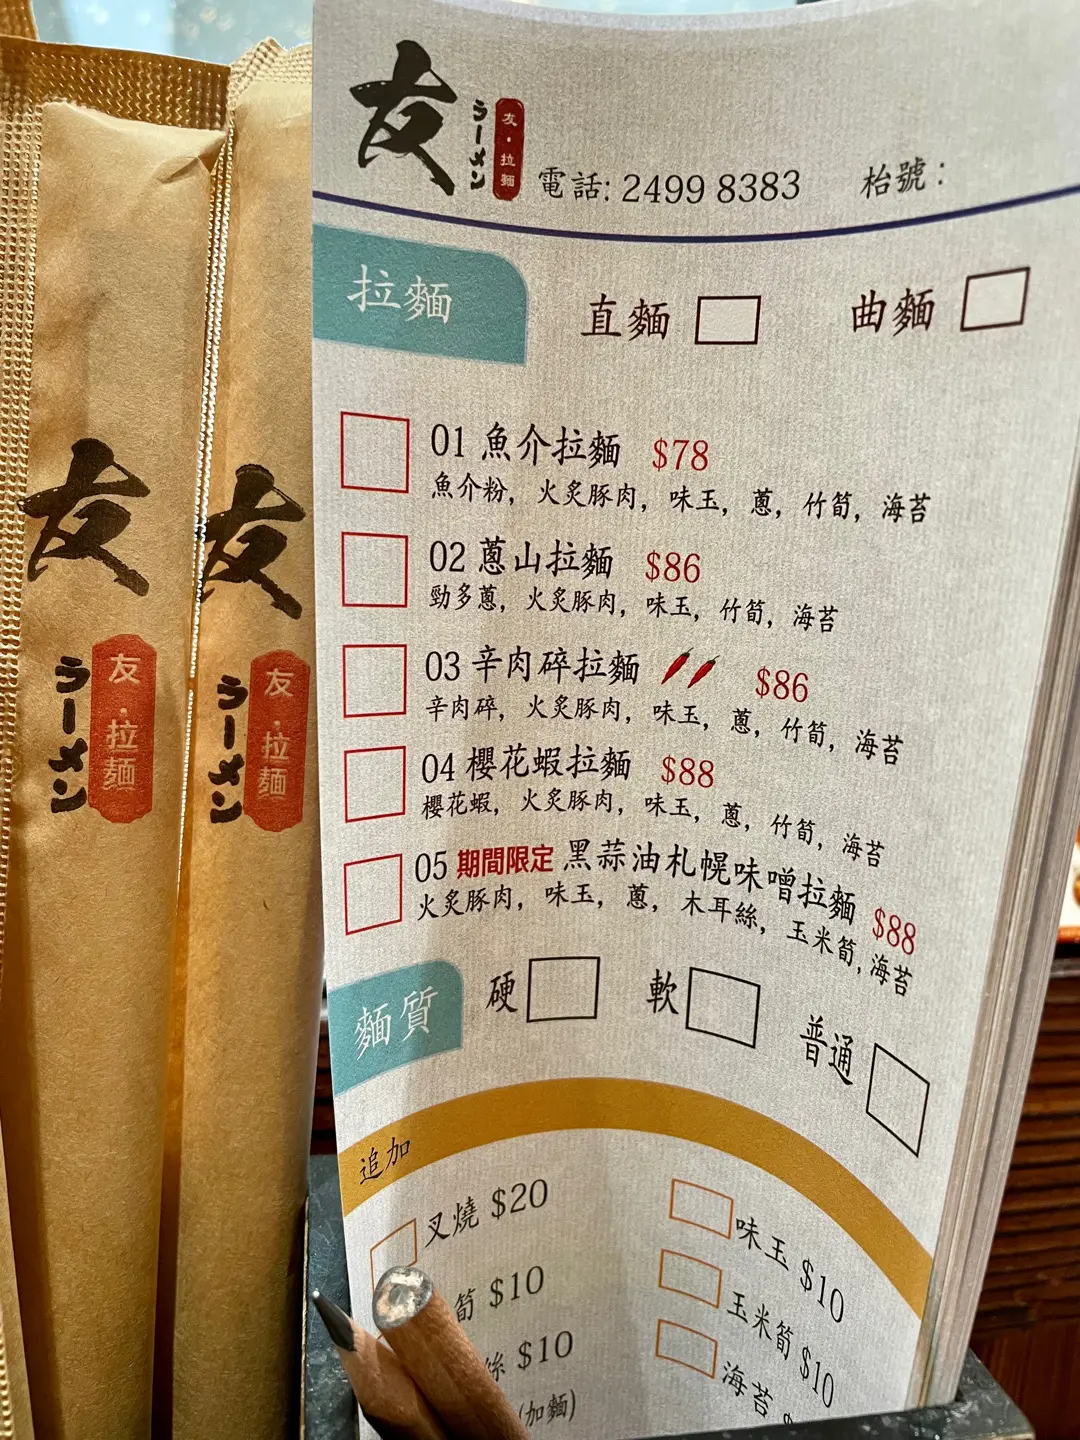 友
ラーメン
友・拉麵
友
ラーメン
友・拉麵
友
ラーメン
友・拉麵
電話: 2499 8383
枱號:
拉麵
直麵
曲麵
01 魚介拉麵 $78
魚介粉, 火炙豚肉, 味玉, 蔥, 竹筍, 海苔
02 蔥山拉麵 $86
勁多蔥, 火炙豚肉, 味玉, 竹筍, 海苔
03 辛肉碎拉麵 $86
辛肉碎, 火炙豚肉, 味玉, 蔥, 竹筍, 海苔
04 櫻花蝦拉麵 $88
櫻花蝦, 火炙豚肉, 味玉, 蔥, 竹筍, 海苔
05 期間限定 黑蒜油札幌味噌拉麵 $88
火炙豚肉, 味玉, 蔥, 木耳絲, 玉米筍, 海苔
麵質
硬
軟
普通
追加
叉燒 $20
味玉 $10
筍 $10
玉米筍 $10
絲 $10
海苔
(加麵)